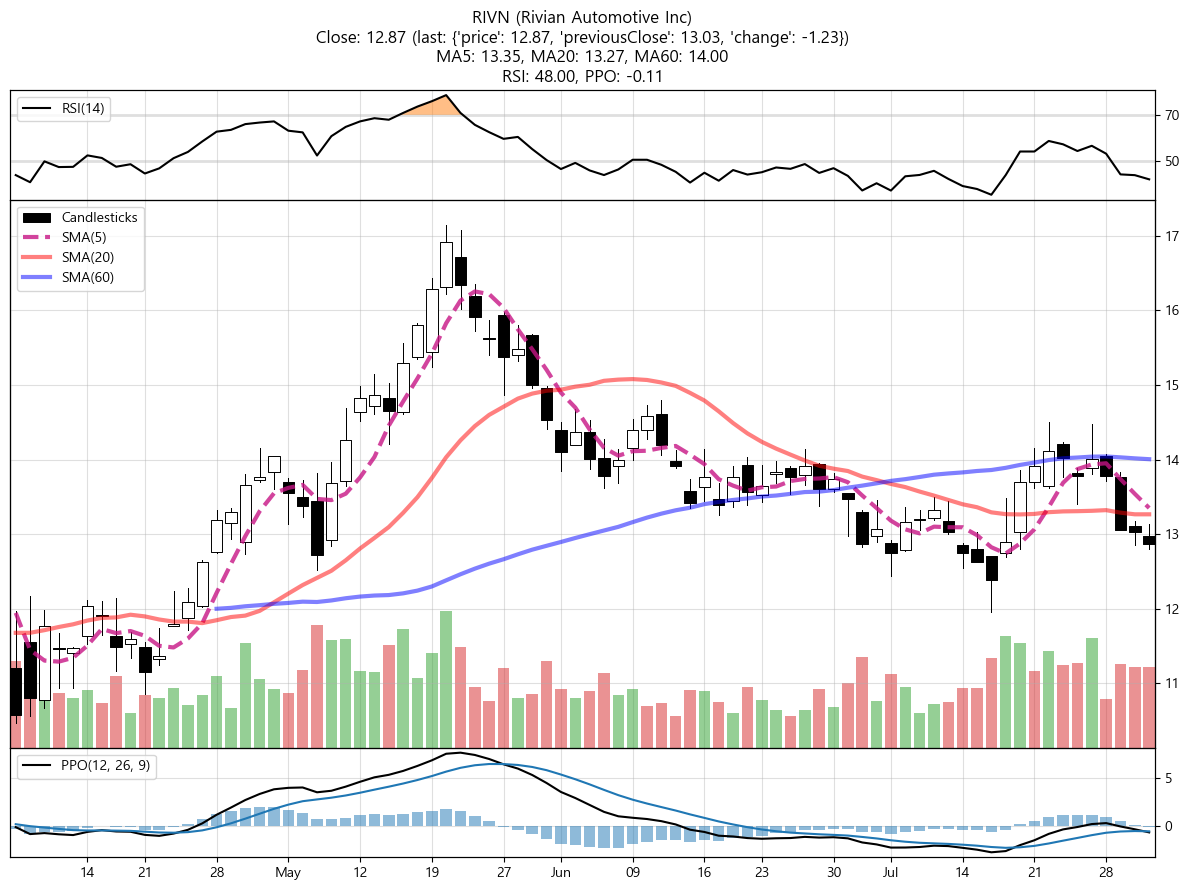 RIVN (Rivian Automotive Inc)
Close: 12.87 (last: {'price': 12.87, 'previousClose': 13.03, 'change': -1.23})
MA5: 13.35, MA20: 13.27, MA60: 14.00
RSI: 48.00, PPO: -0.11
RSI(14)
70
50
Candlesticks
SMA(5)
SMA(20)
SMA(60)
17
16
15
14
13
12
11
PPO(12, 26, 9)
5
0
14 21 28 May 12 19 27 Jun 09 16 23 30 Jul 14 21 28